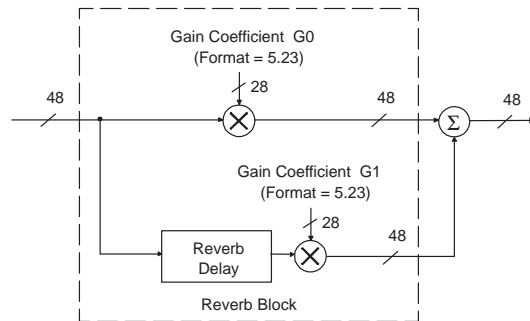 Gain Coefficient G0
(Format = 5.23)
28
48
48
48
Gain Coefficient G1
(Format = 5.23)
28
48
Reverb
Delay
Reverb Block